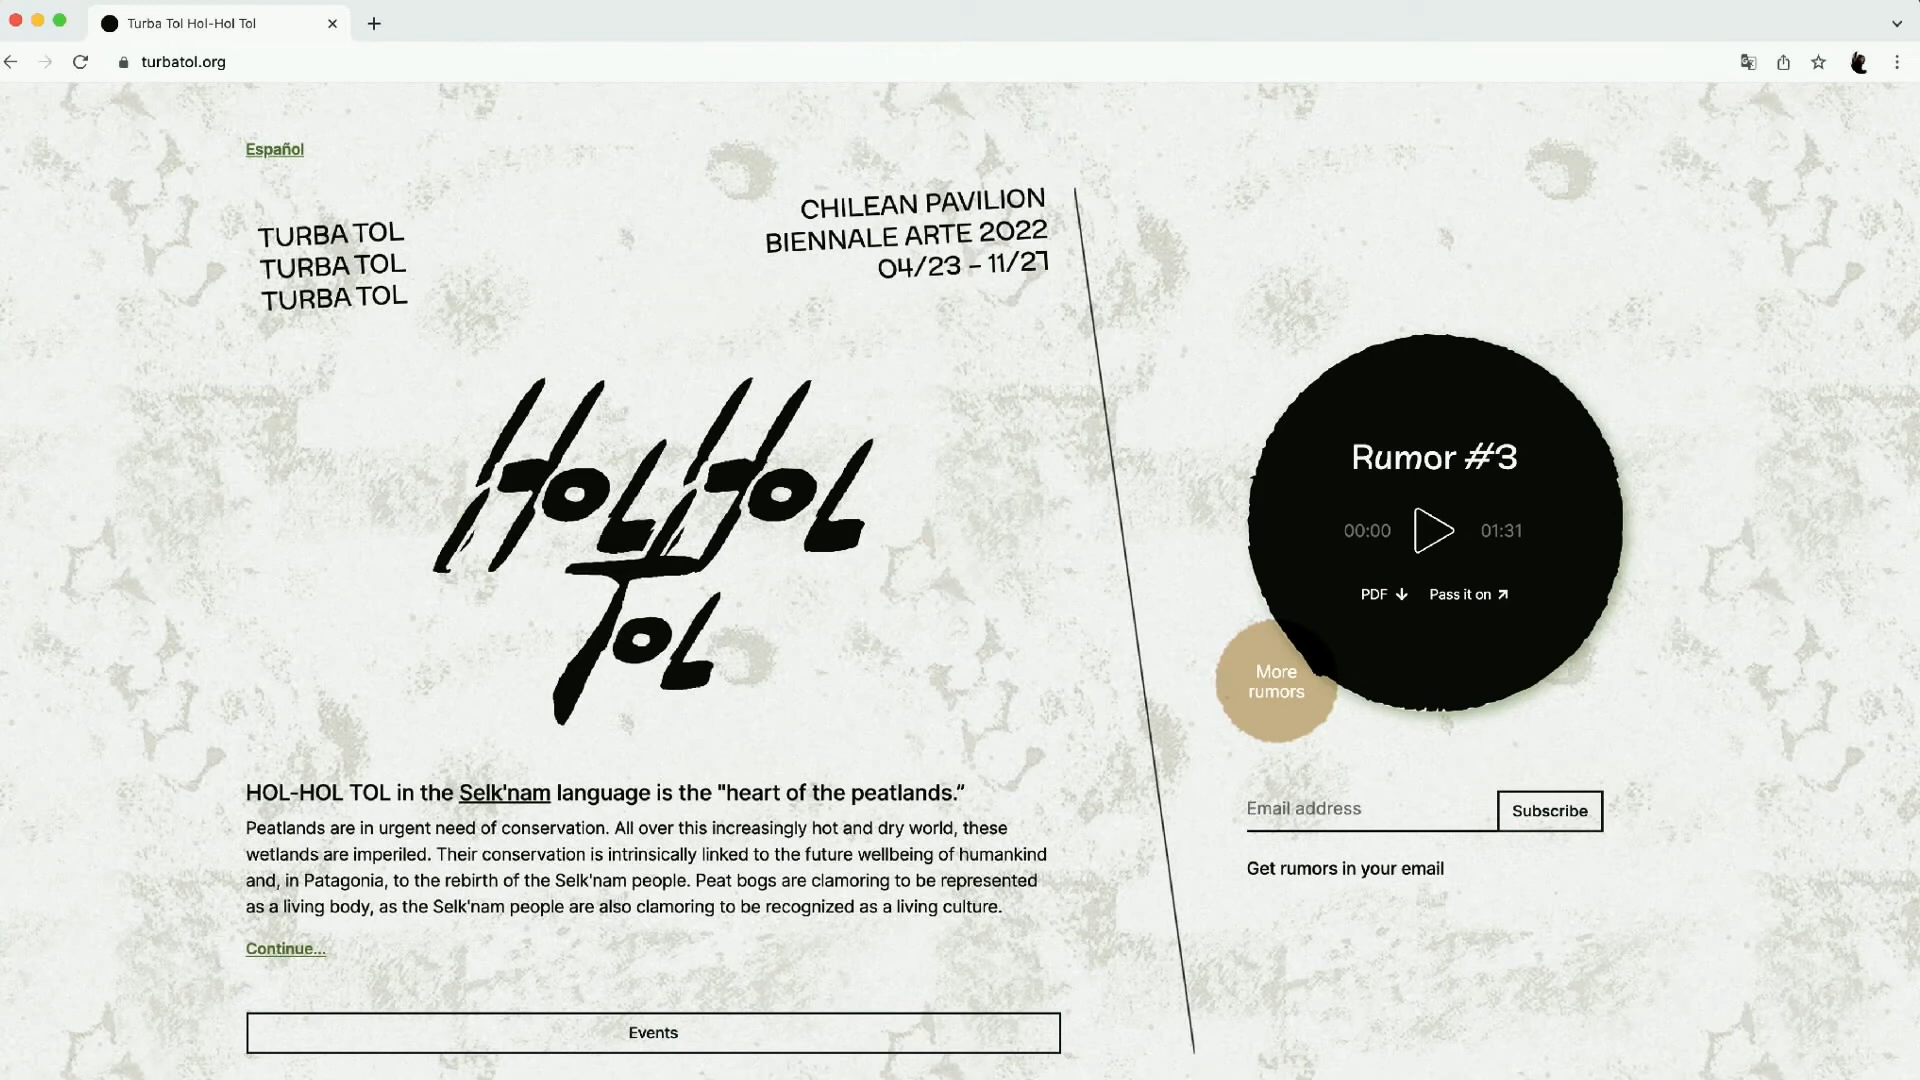 Turba Tol Hol-Hol Tol
turbatol.org
Español
TURBA TOL
TURBA TOL
TURBA TOL
CHILEAN PAVILION
BIENNALE ARTE 2022
04/23 – 11/27
HOL HOL
TOL
HOL-HOL TOL in the Selk'nam language is the "heart of the peatlands.“
Peatlands are in urgent need of conservation. All over this increasingly hot and dry world, these
wetlands are imperiled. Their conservation is intrinsically linked to the future wellbeing of humankind
and, in Patagonia, to the rebirth of the Selk'nam people. Peat bogs are clamoring to be represented
as a living body, as the Selk'nam people are also clamoring to be recognized as a living culture.
Continue...
Events
Rumor #3
00:00 01:31
PDF ↓ Pass it on ↗
More
rumors
Email address
Subscribe
Get rumors in your email